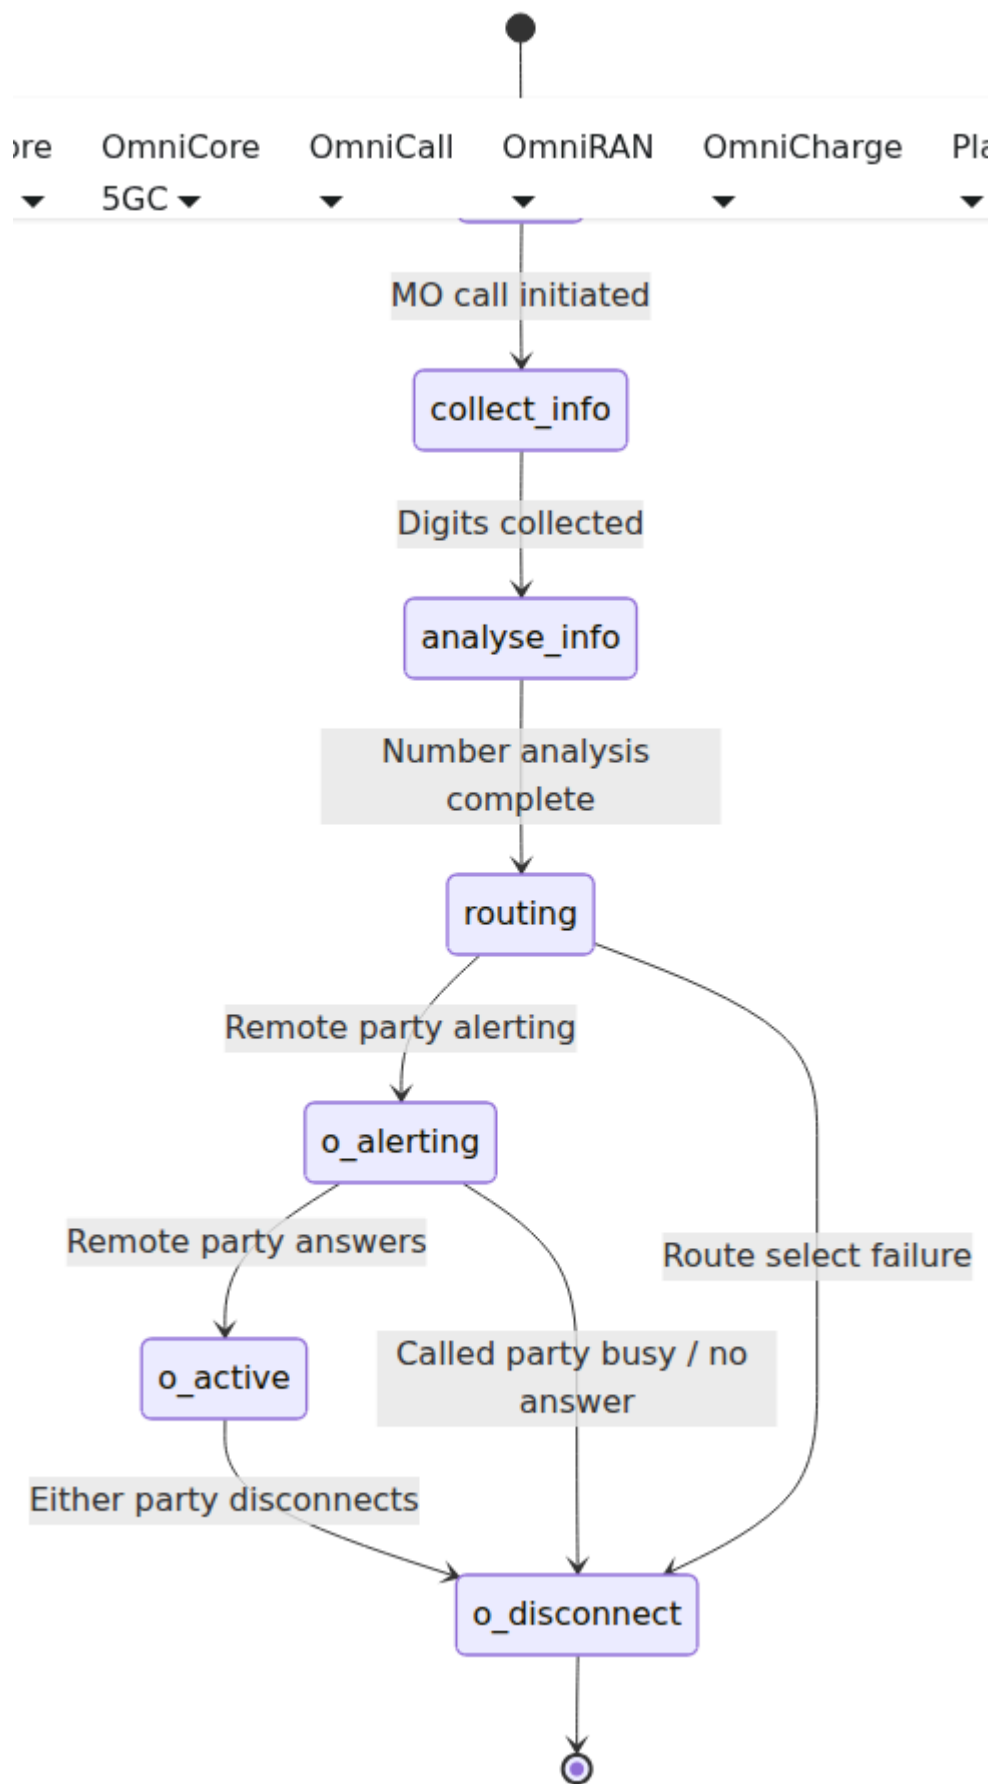 OmniCore
5GC
OmniCall
OmniRAN
OmniCharge
MO call initiated
collect_info
Digits collected
analyse_info
Number analysis
complete
routing
Remote party alerting
o_alerting
Remote party answers
Route select failure
Called party busy / no
answer
o_active
Either party disconnects
o_disconnect